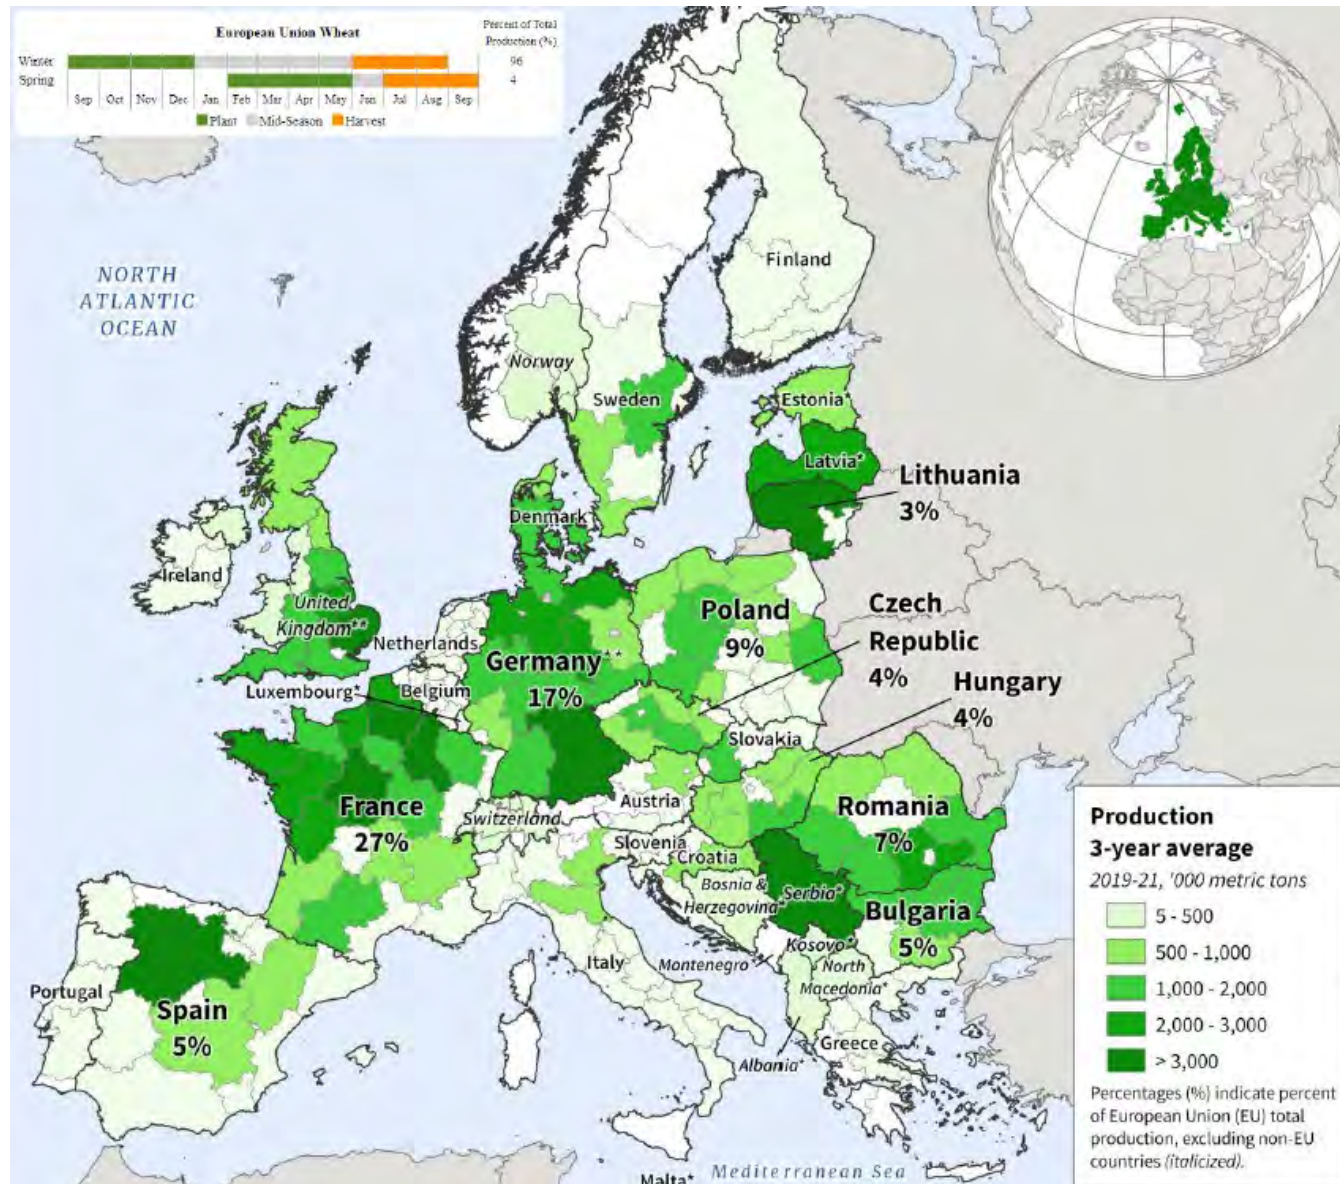 European Union Wheat
Percent of Total
Production (%)
Winter
96
Spring
4
Sep Oct Nov Dec Jan Feb Mar Apr May Jun Jul Aug Sep
Plant Mid-Season Harvest
NORTH
ATLANTIC
OCEAN
Finland
Norway
Sweden
Estonia*
Latvia*
Lithuania
3%
Denmark
Ireland
United
Kingdom**
Netherlands
Poland
9%
Czech
Republic
4%
Germany**
17%
Hungary
4%
Luxembourg*
Belgium
Slovakia
France
27%
Switzerland
Austria
Romania
7%
Slovenia
Croatia
Bosnia &
Herzegovina*
Serbia*
Bulgaria
5%
Kosovo*
Italy
Montenegro
North
Macedonia*
Portugal
Spain
5%
Greece
Albania*
Malta*
Mediterranean Sea
Production
3-year average
2019-21, '000 metric tons
5 - 500
500 - 1,000
1,000 - 2,000
2,000 - 3,000
> 3,000
Percentages (%) indicate percent
of European Union (EU) total
production, excluding non-EU
countries (italicized).